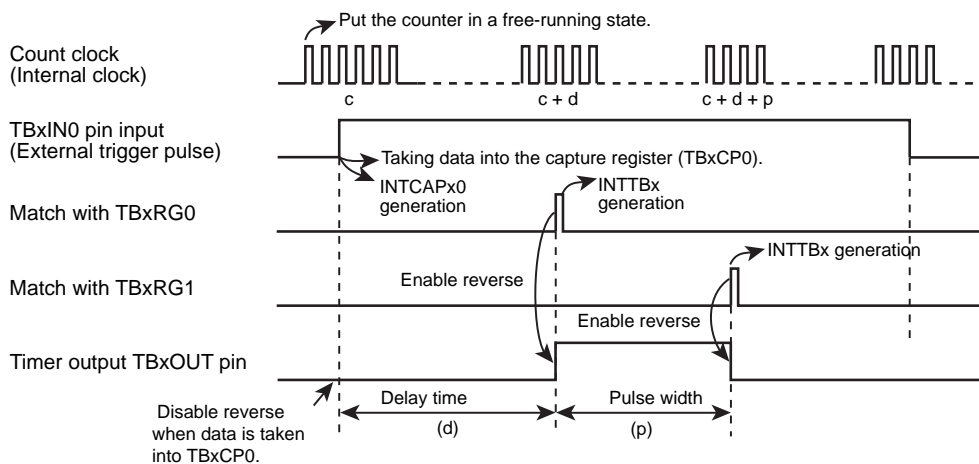 Put the counter in a free-running state.
Count clock
(Internal clock)
c
c + d
c + d + p
TBxIN0 pin input
(External trigger pulse)
Taking data into the capture register (TBxCP0).
INTCAPx0
generation
INTTBx
generation
Match with TBxRG0
INTTBx generation
Enable reverse
Match with TBxRG1
Enable reverse
Timer output TBxOUT pin
Disable reverse
when data is taken
into TBxCP0.
Delay time
(d)
Pulse width
(p)